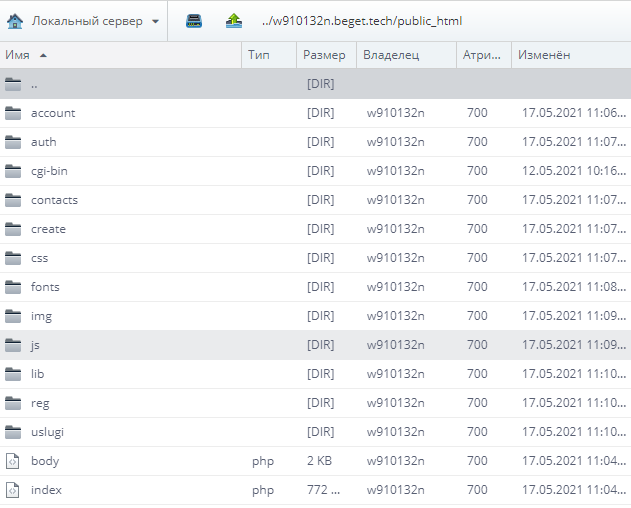 Локальный сервер ../w910132n.beget.tech/public_html
Имя Тип Размер Владелец Атри... Изменён
.. [DIR]
account [DIR] w910132n 700 17.05.2021 11:06...
auth [DIR] w910132n 700 17.05.2021 11:07...
cgi-bin [DIR] w910132n 700 12.05.2021 10:16...
contacts [DIR] w910132n 700 17.05.2021 11:07...
create [DIR] w910132n 700 17.05.2021 11:07...
css [DIR] w910132n 700 17.05.2021 11:07...
fonts [DIR] w910132n 700 17.05.2021 11:08...
img [DIR] w910132n 700 17.05.2021 11:09...
js [DIR] w910132n 700 17.05.2021 11:09...
lib [DIR] w910132n 700 17.05.2021 11:10...
reg [DIR] w910132n 700 17.05.2021 11:10...
uslugi [DIR] w910132n 700 17.05.2021 11:10...
body php 2 KB w910132n 700 17.05.2021 11:04...
index php 772 ... w910132n 700 17.05.2021 11:04...